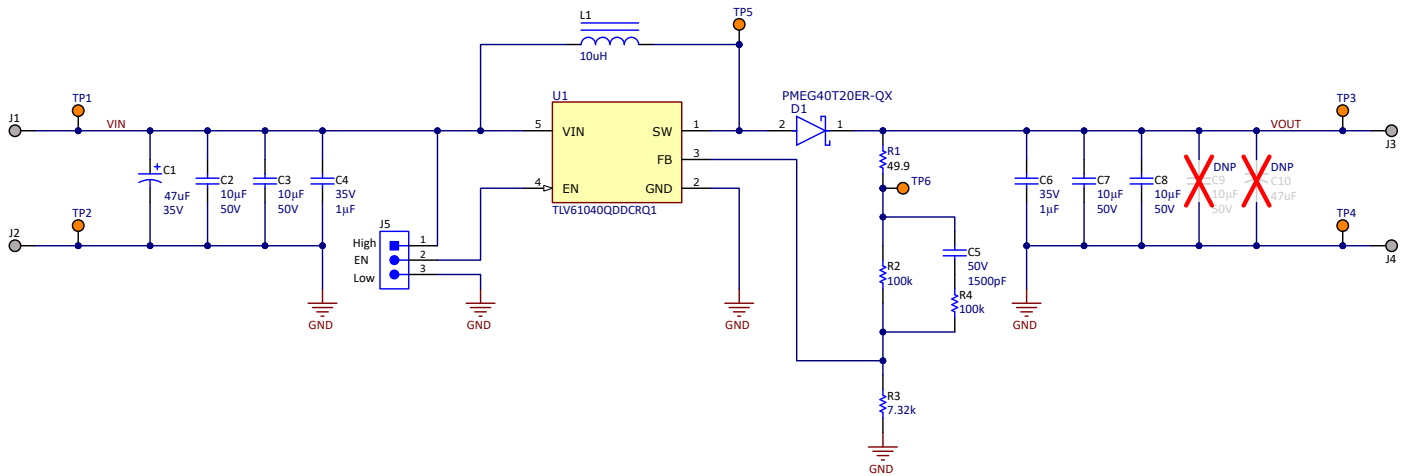 L1
10uH
TP5
TP1
J1
VIN
U1
5
VIN
SW
1
FB
3
4
EN
GND
2
TLV61040QDDCRQ1
PMEG40T20ER-QX
D1
2
1
TP3
VOUT
J3
C1
47uF
35V
C2
10µF
50V
C3
10µF
50V
C4
35V
1µF
TP2
J2
GND
J5
High
1
EN
2
Low
3
GND
GND
R1
49.9
TP6
R2
100k
C5
50V
1500pF
R4
100k
R3
7.32k
GND
C6
35V
1µF
C7
10µF
50V
C8
10µF
50V
DNP
C9
10µF
50V
DNP
C10
47uF
TP4
J4
GND